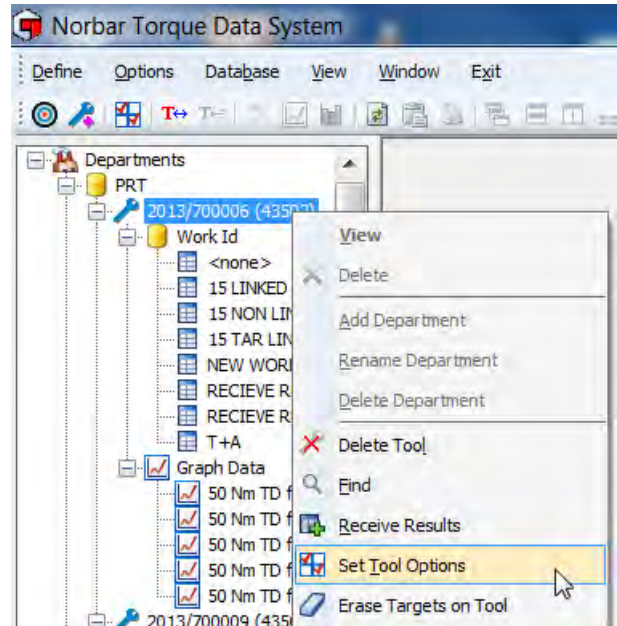 Norbar Torque Data System
Define Options Database View Window Exit
Departments
PRT
2013/700006 (43502)
Work Id
<none>
15 LINKED
15 NON LIN
15 TAR LIN
NEW WOR
RECIEVE R
RECIEVE R
T+A
Graph Data
50 Nm TD f
50 Nm TD f
50 Nm TD f
50 Nm TD f
50 Nm TD f
2013/700009 (435
View
Delete
Add Department
Rename Department
Delete Department
Delete Tool
Find
Receive Results
Set Tool Options
Erase Targets on Tool